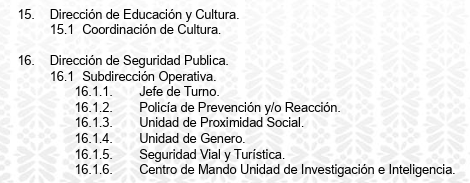 15. Dirección de Educación y Cultura.
15.1 Coordinación de Cultura.
16. Dirección de Seguridad Publica.
16.1 Subdirección Operativa.
16.1.1. Jefe de Turno.
16.1.2. Policía de Prevención y/o Reacción.
16.1.3. Unidad de Proximidad Social.
16.1.4. Unidad de Genero.
16.1.5. Seguridad Vial y Turística.
16.1.6. Centro de Mando Unidad de Investigación e Inteligencia.